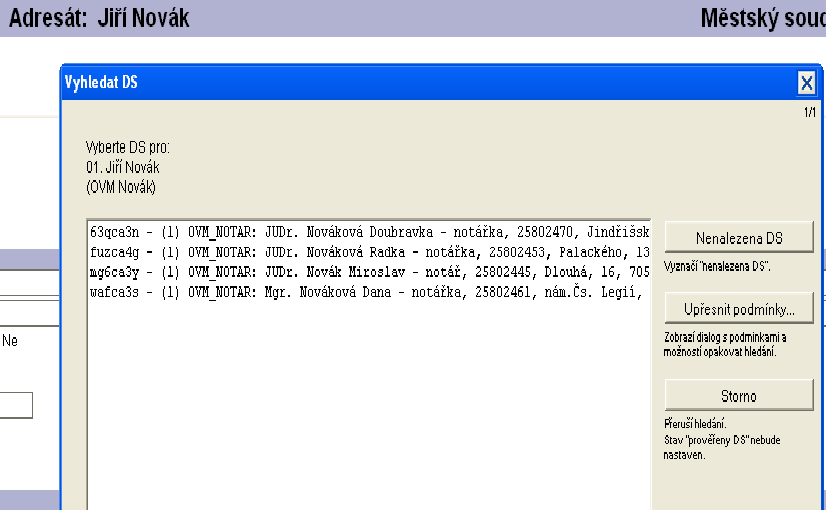 Adresát: Jiří Novák
Městský soud
Vyhledat DS
1/1
Vyberte DS pro:
01. Jiří Novák
(OVM Novák)
63qca3n - (1) OVM_NOTAR: JUDr. Nováková Doubravka - notářka, 25802470, Jindřišsk
fuzca4g - (1) OVM_NOTAR: JUDr. Nováková Radka - notářka, 25802453, Palackého, 13
mg6ca3y - (1) OVM_NOTAR: JUDr. Novák Miroslav - notář, 25802445, Dlouhá, 16, 705
wafca3s - (1) OVM_NOTAR: Mgr. Nováková Dana - notářka, 25802461, nám.Čs. Legií,
Nenalezena DS
Vyznačí "nenalezena DS".
Upřesnit podmínky...
Zobrazí dialog s podmínkami a
možností opakovat hledání.
Storno
Přeruší hledání.
Stav "prověřeny DS" nebude
nastaven.
Ne